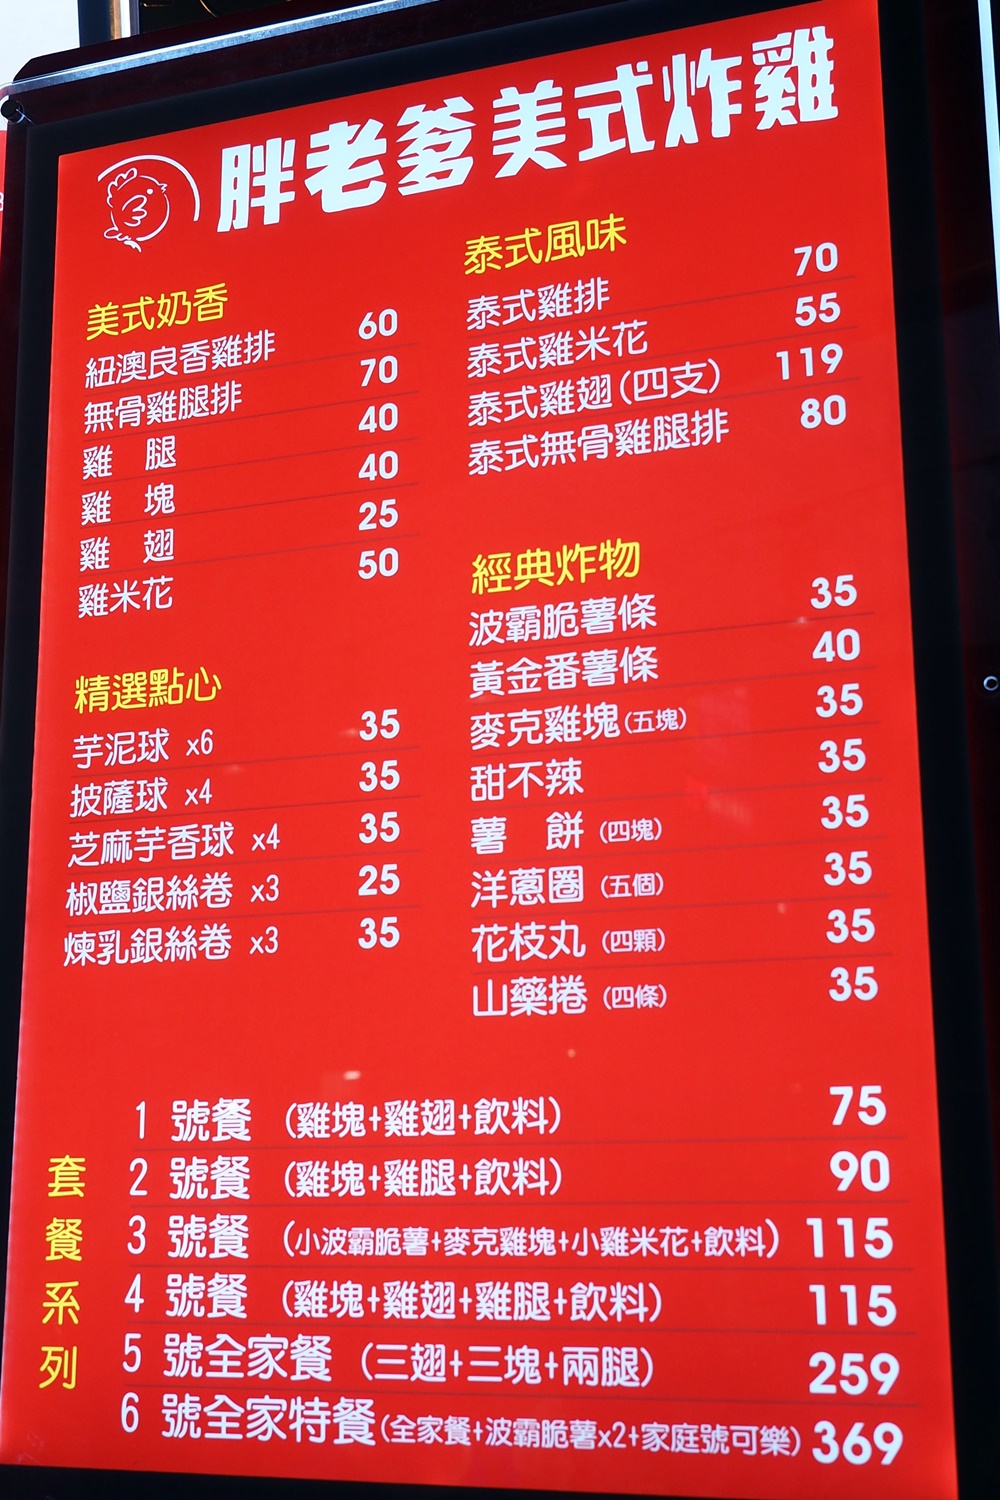 胖老爹美式炸雞
美式奶香
紐澳良香雞排 60
無骨雞腿排 70
雞 腿 40
雞 塊 40
雞 翅 25
雞米花 50
精選點心
芋泥球 x6 35
披薩球 x4 35
芝麻芋香球 x4 35
椒鹽銀絲卷 x3 25
煉乳銀絲卷 x3 35
泰式風味
泰式雞排 70
泰式雞米花 55
泰式雞翅(四支) 119
泰式無骨雞腿排 80
經典炸物
波霸脆薯條 35
黃金番薯條 40
麥克雞塊(五塊) 35
甜不辣 35
薯 餅 (四塊) 35
洋蔥圈 (五個) 35
花枝丸 (四顆) 35
山藥捲 (四條) 35
套餐系列
1 號餐 (雞塊+雞翅+飲料) 75
2 號餐 (雞塊+雞腿+飲料) 90
3 號餐 (小波霸脆薯+麥克雞塊+小雞米花+飲料) 115
4 號餐 (雞塊+雞翅+雞腿+飲料) 115
5 號全家餐 (三翅+三塊+兩腿) 259
6 號全家特餐(全家餐+波霸脆薯x2+家庭號可樂) 369